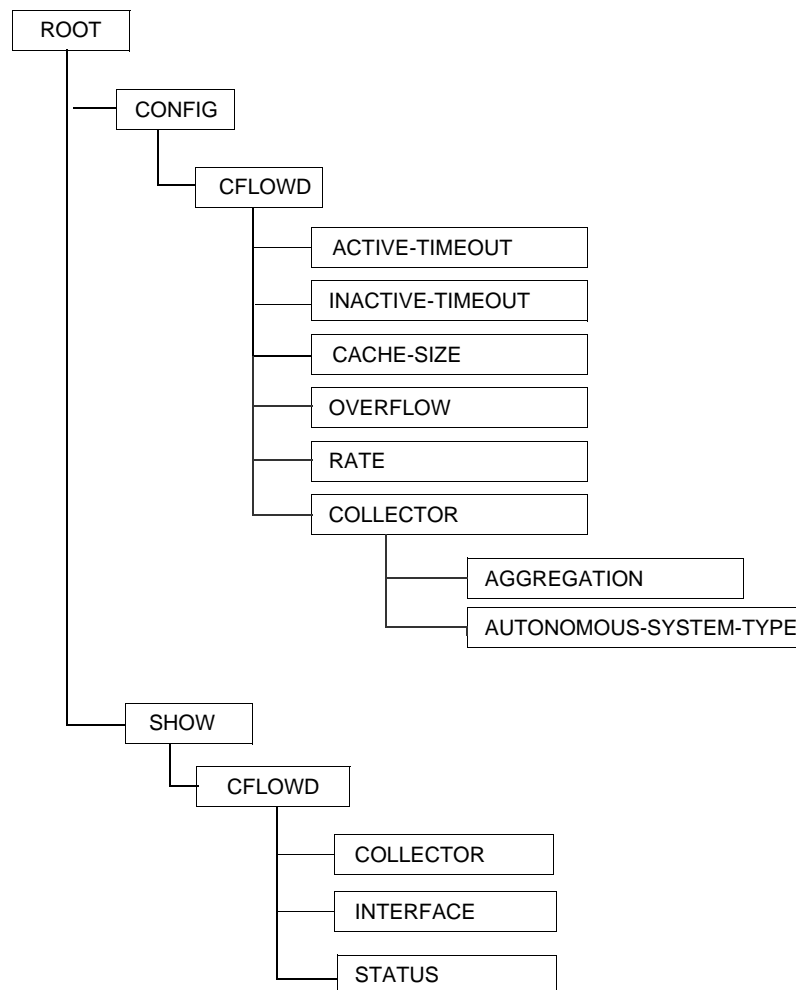 ROOT
CONFIG
CFLOWD
ACTIVE-TIMEOUT
INACTIVE-TIMEOUT
CACHE-SIZE
OVERFLOW
RATE
COLLECTOR
AGGREGATION
AUTONOMOUS-SYSTEM-TYPE
SHOW
CFLOWD
COLLECTOR
INTERFACE
STATUS